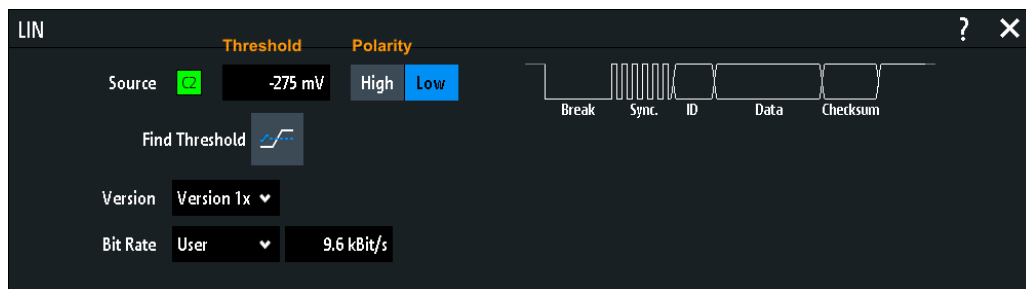 LIN ? ✕
Threshold Polarity
Source C2 -275 mV High Low
Break Sync. ID Data Checksum
Find Threshold
Version Version 1x
Bit Rate User 9.6 kBit/s